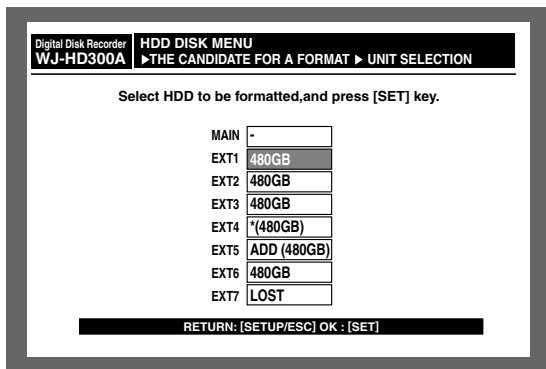 Digital Disk Recorder
WJ-HD300A
HDD DISK MENU
▶THE CANDIDATE FOR A FORMAT ▶ UNIT SELECTION
Select HDD to be formatted,and press [SET] key.
MAIN -
EXT1 480GB
EXT2 480GB
EXT3 480GB
EXT4 *(480GB)
EXT5 ADD (480GB)
EXT6 480GB
EXT7 LOST
RETURN: [SETUP/ESC] OK : [SET]